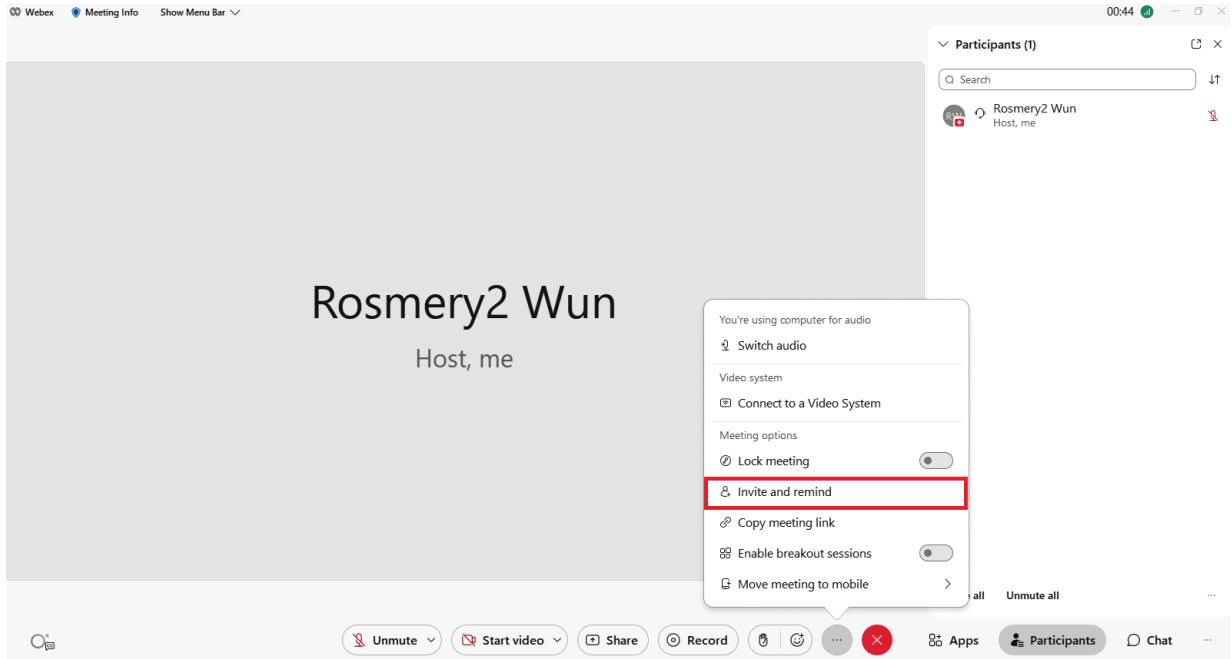 Webex Meeting Info Show Menu Bar 00:44
Participants (1)
Search
RW Rosmery2 Wun
Host, me
Rosmery2 Wun
Host, me
You're using computer for audio
Switch audio
Video system
Connect to a Video System
Meeting options
Lock meeting
Invite and remind
Copy meeting link
Enable breakout sessions
Move meeting to mobile
all Unmute all ...
Unmute Start video Share Record ... Apps Participants Chat ...